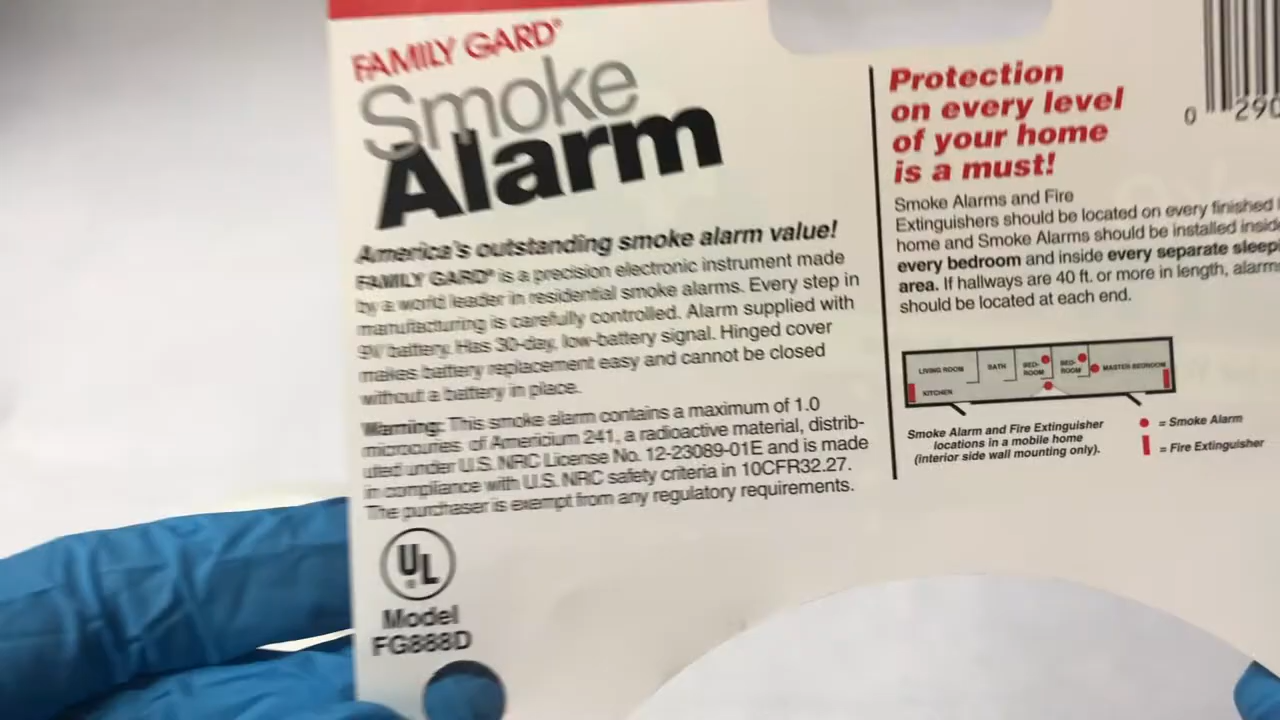 FAMILY GARD®
Smoke
Alarm
America's outstanding smoke alarm value!
FAMILY GARD® is a precision electronic instrument made
by a world leader in residential smoke alarms. Every step in
manufacturing is carefully controlled. Alarm supplied with
9V battery. Has 30-day, low-battery signal. Hinged cover
makes battery replacement easy and cannot be closed
without a battery in place.
Warning: This smoke alarm contains a maximum of 1.0
microcuries of Americium 241, a radioactive material, distrib-
uted under U.S. NRC License No. 12-23089-01E and is made
in compliance with U.S. NRC safety criteria in 10CFR32.27.
The purchaser is exempt from any regulatory requirements.
UL
®
Model
FG888D
Protection
on every level
of your home
is a must!
Smoke Alarms and Fire
Extinguishers should be located on every finished
home and Smoke Alarms should be installed insid
every bedroom and inside every separate sleep
area. If hallways are 40 ft. or more in length, alarm
should be located at each end.
LIVING ROOM
BATH
BED-
ROOM
BED-
ROOM
MASTER BEDROOM
KITCHEN
Smoke Alarm and Fire Extinguisher
locations in a mobile home
(interior side wall mounting only).
= Smoke Alarm
= Fire Extinguisher
0 290